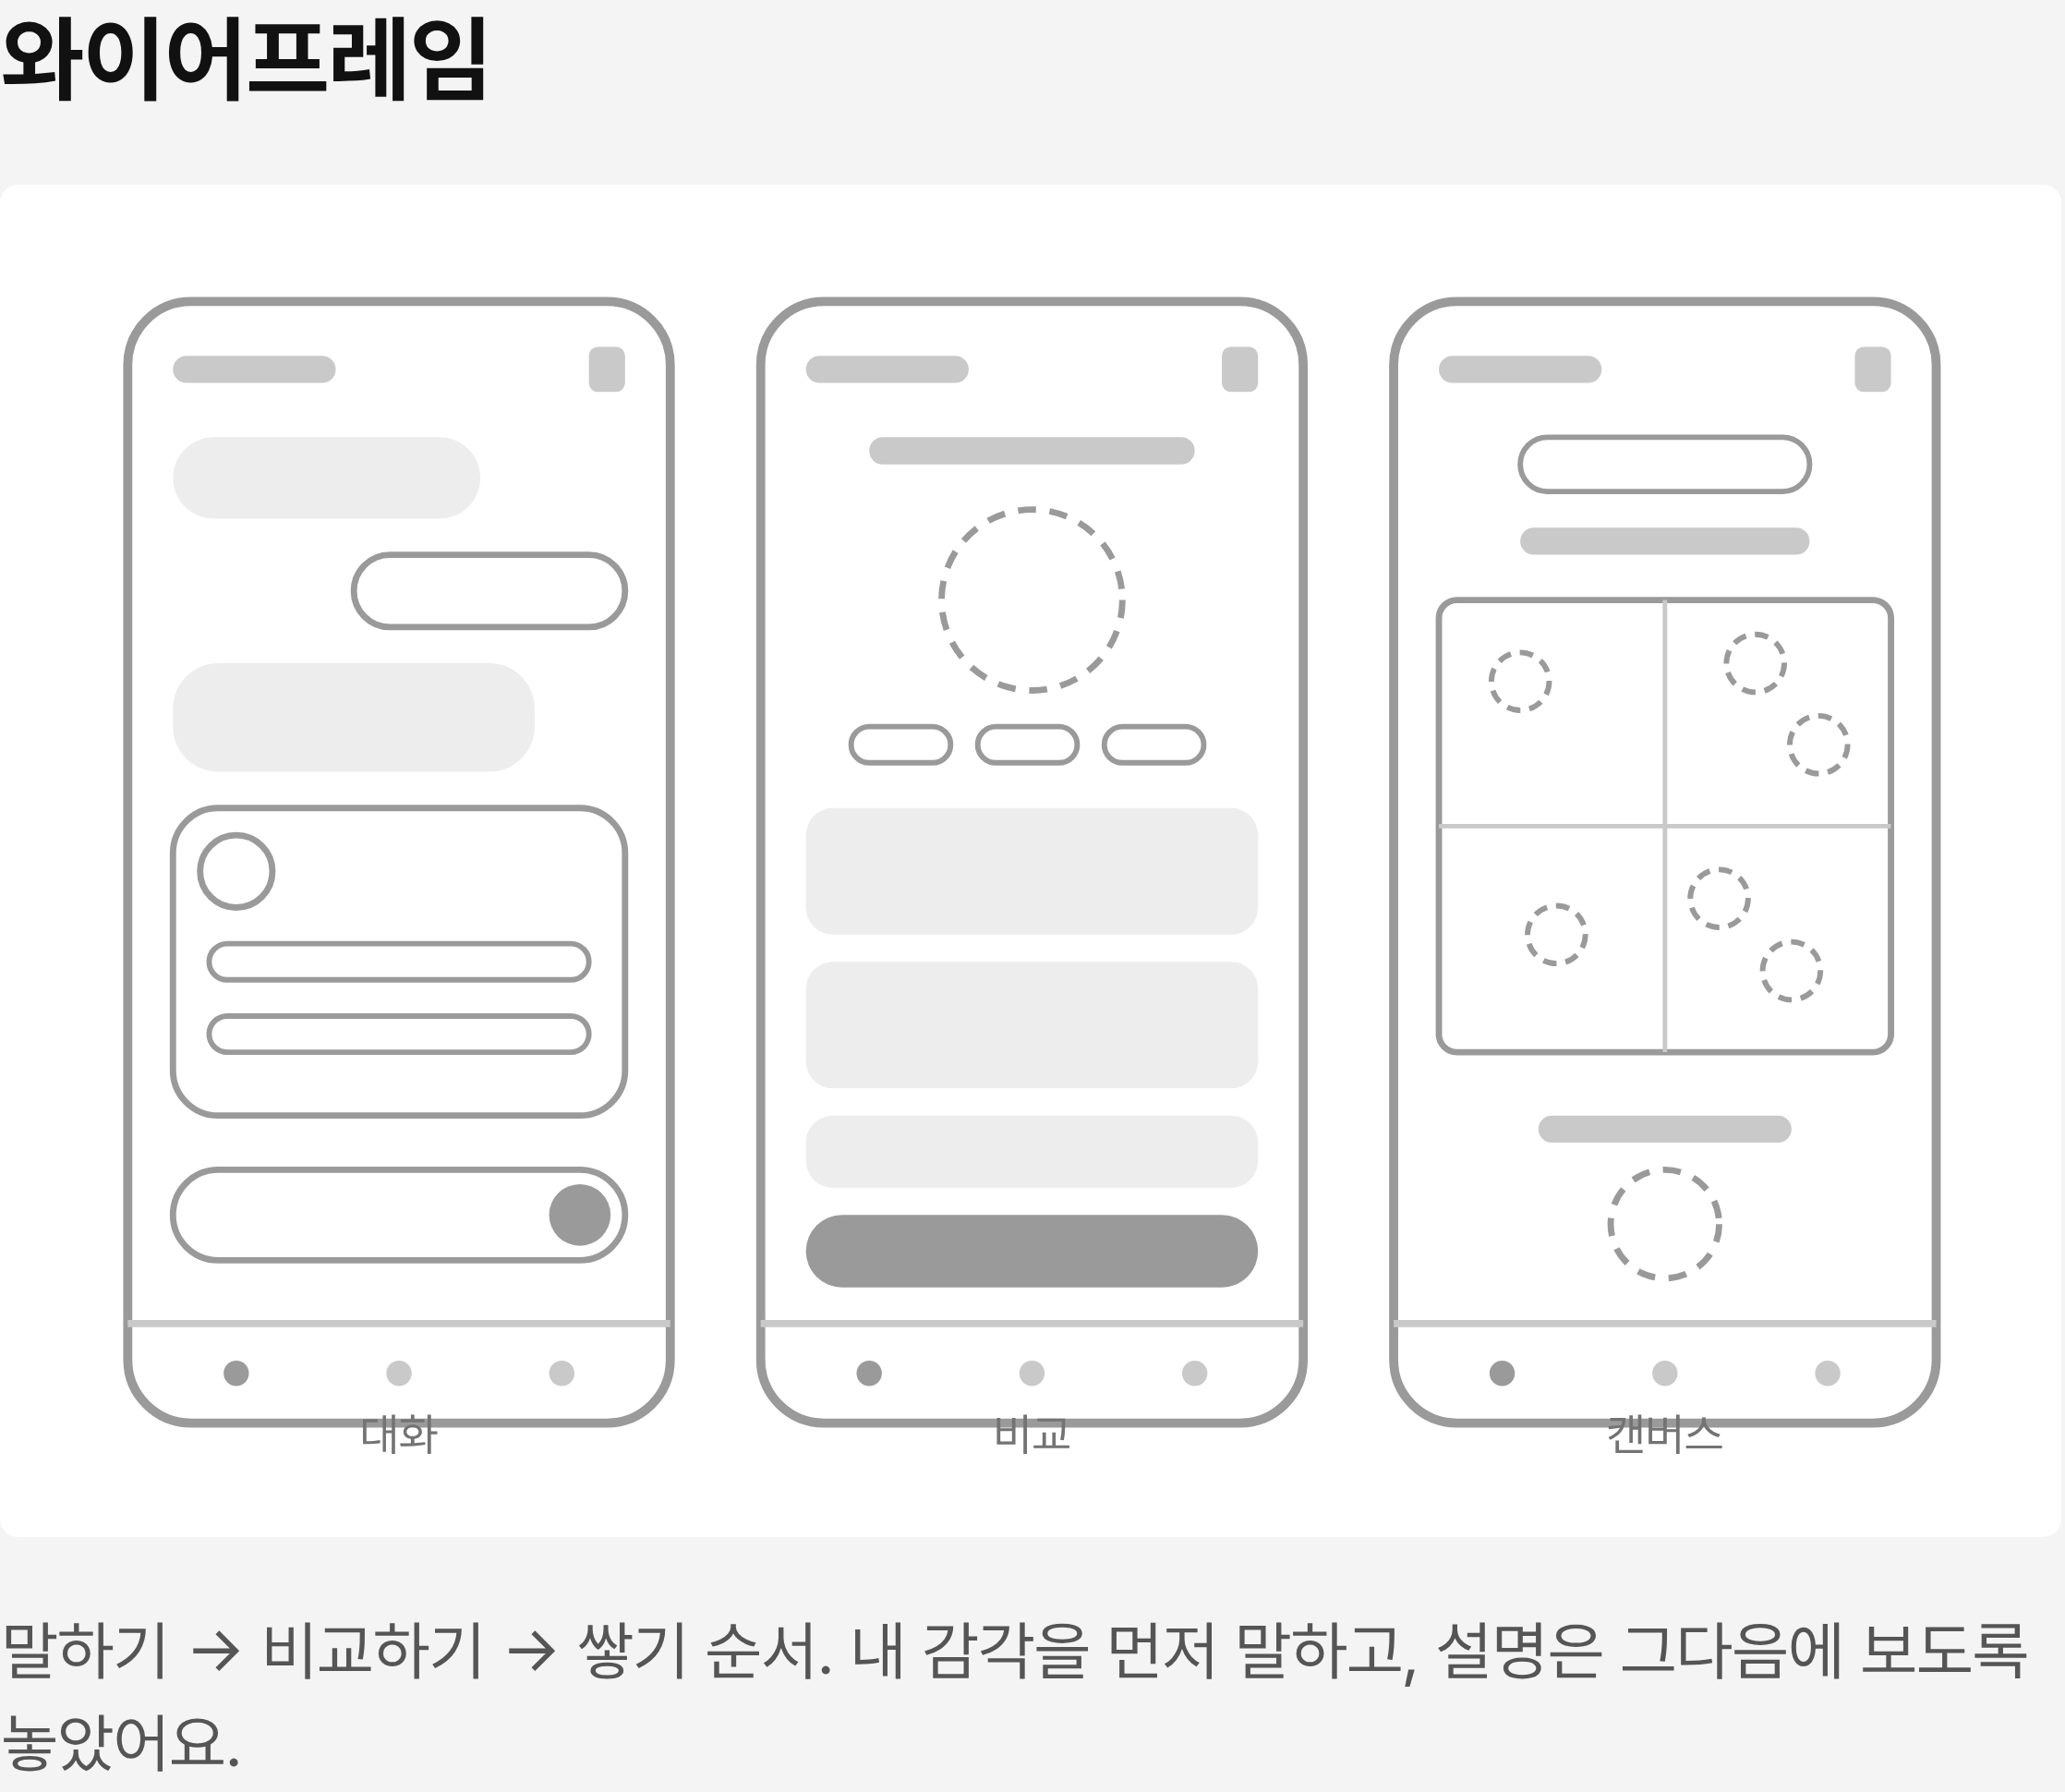 와이어프레임
대화
비교
캔버스
말하기 → 비교하기 → 쌓기 순서. 내 감각을 먼저 말하고, 설명은 그다음에 보도록
놓았어요.